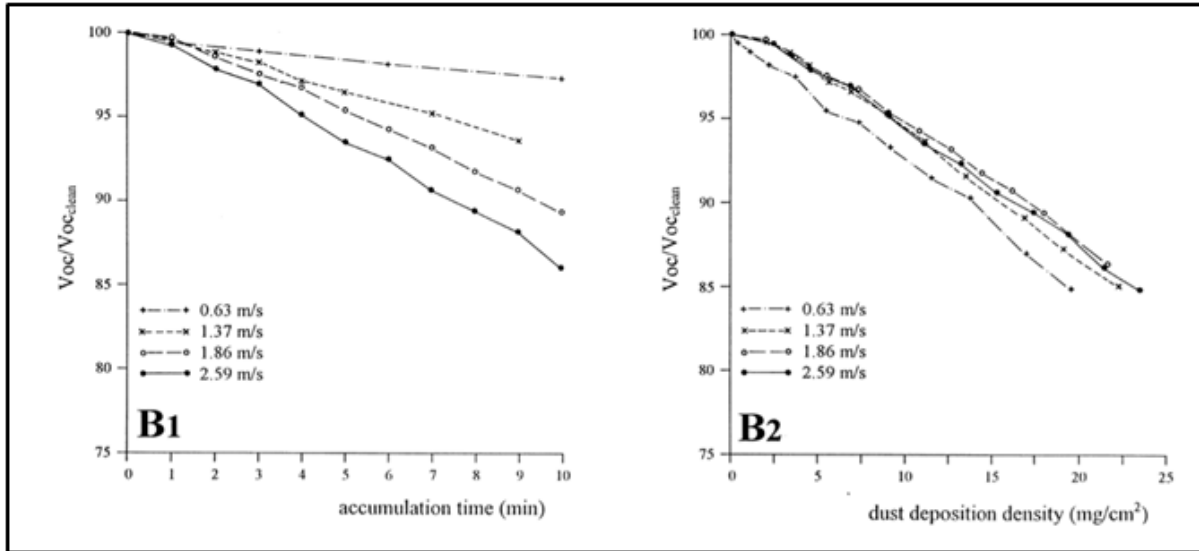 100
95
90
85
80
75
Voc/Voc_clean
0.63 m/s
1.37 m/s
1.86 m/s
2.59 m/s
B1
0 1 2 3 4 5 6 7 8 9 10
accumulation time (min)
100
95
90
85
80
75
Voc/Voc_clean
0.63 m/s
1.37 m/s
1.86 m/s
2.59 m/s
B2
0 5 10 15 20 25
dust deposition density (mg/cm²)